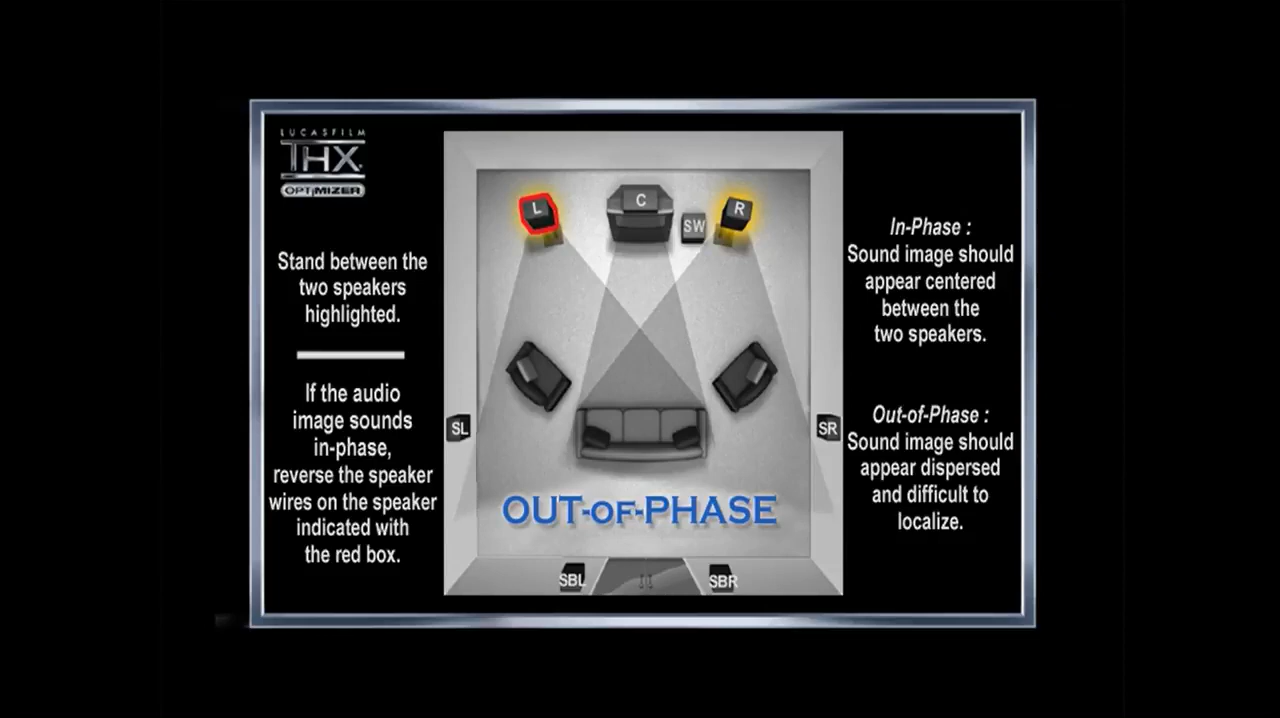 LUCASFILM
THX
OPTIMIZER
Stand between the
two speakers
highlighted.
If the audio
image sounds
in-phase,
reverse the speaker
wires on the speaker
indicated with
the red box.
L
C
R
SW
SL
SR
OUT-OF-PHASE
SBL
SBR
In-Phase :
Sound image should
appear centered
between the
two speakers.
Out-of-Phase :
Sound image should
appear dispersed
and difficult to
localize.